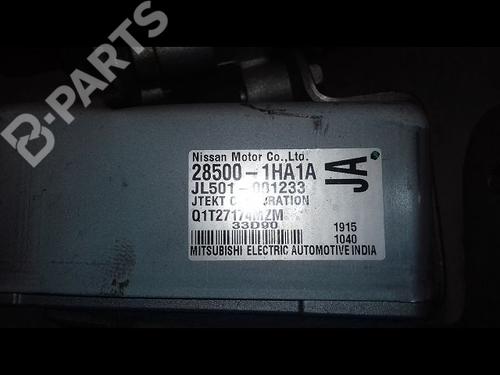 B-PARTS
Nissan Motor Co.,Ltd.
28500-1HA1A
JA
JL501-001233
JTEKT CORPORATION
Q1T27174MZM
33D90
1915
1040
MITSUBISHI ELECTRIC AUTOMOTIVE INDIA
B-PARTS